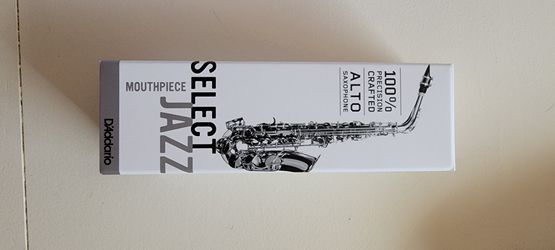 100%
PRECISION
CRAFTED
ALTO
SAXOPHONE
SELECT
JAZZ
MOUTHPIECE
D'Addario